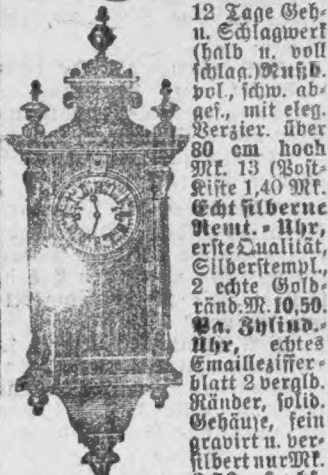 12 Tage Geh-
u. Schlagwerk
(halb u. voll
schlag.) Nußb.
pol., schw. ab-
ges., mit eleg.
Verzier. über
80 cm hoch
Mk. 13 (Post-
Kiste 1,40 Mk.
Echt silberne
Remt.-Uhr,
erste Qualität,
Silberstempl.,
2 echte Gold-
ränd. M. 10,50.
Pa. Zylind.-
Uhr, echtes
Emailleziffer-
blatt 2 vergld.
Ränder, solid.
Gehäuse, fein
gravirt u. ver-
silbert nur Mk.